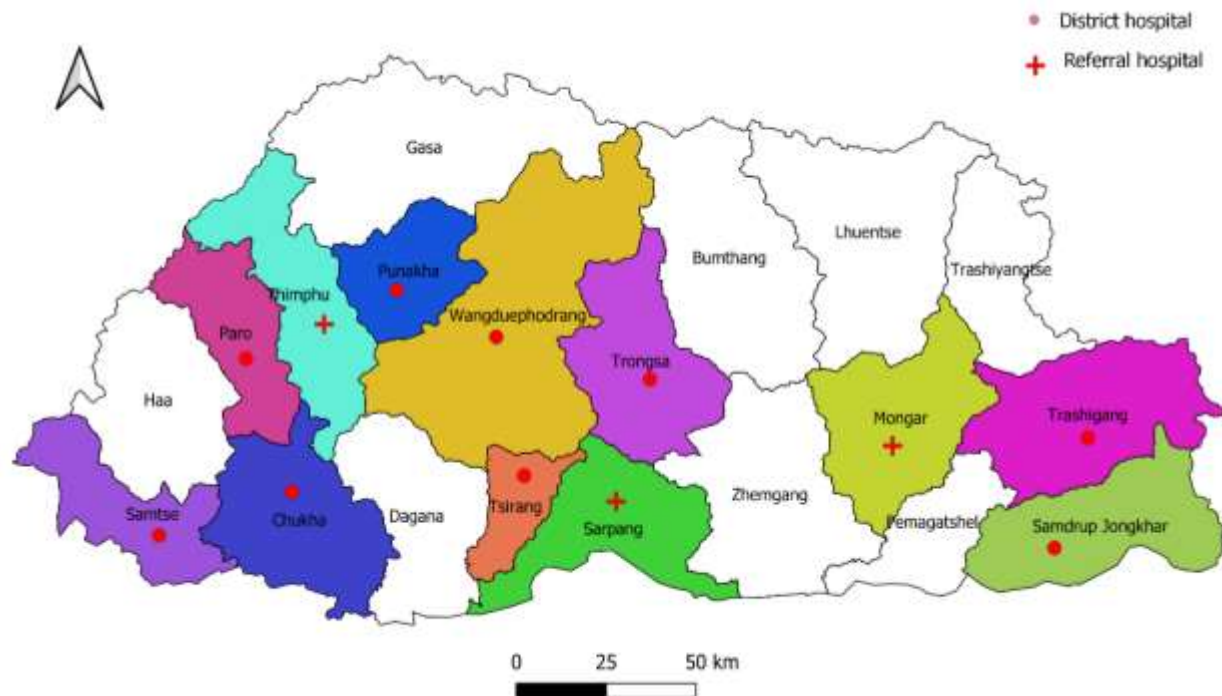 District hospital
Referral hospital
Gasa
Lhuentse
Bumthang
Trashiyangtse
Punakha
Thimphu
Wangduephodrang
Paro
Trongsa
Haa
Mongar
Trashigang
Zhemgang
Tsirang
Samtse
Chukha
Dagana
Sarpang
Pemagatshel
Samdrup Jongkhar
0 25 50 km